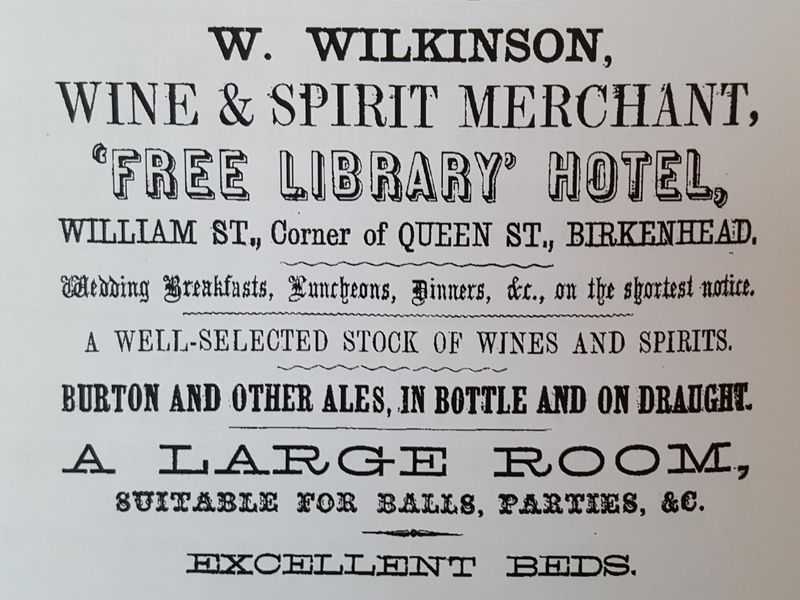 W. WILKINSON,
WINE & SPIRIT MERCHANT,
'FREE LIBRARY' HOTEL,
WILLIAM ST., Corner of QUEEN ST., BIRKENHEAD.
Wedding Breakfasts, Luncheons, Dinners, &c., on the shortest notice.
A WELL-SELECTED STOCK OF WINES AND SPIRITS.
BURTON AND OTHER ALES, IN BOTTLE AND ON DRAUGHT.
A LARGE ROOM,
SUITABLE FOR BALLS, PARTIES, &C.
EXCELLENT BEDS.